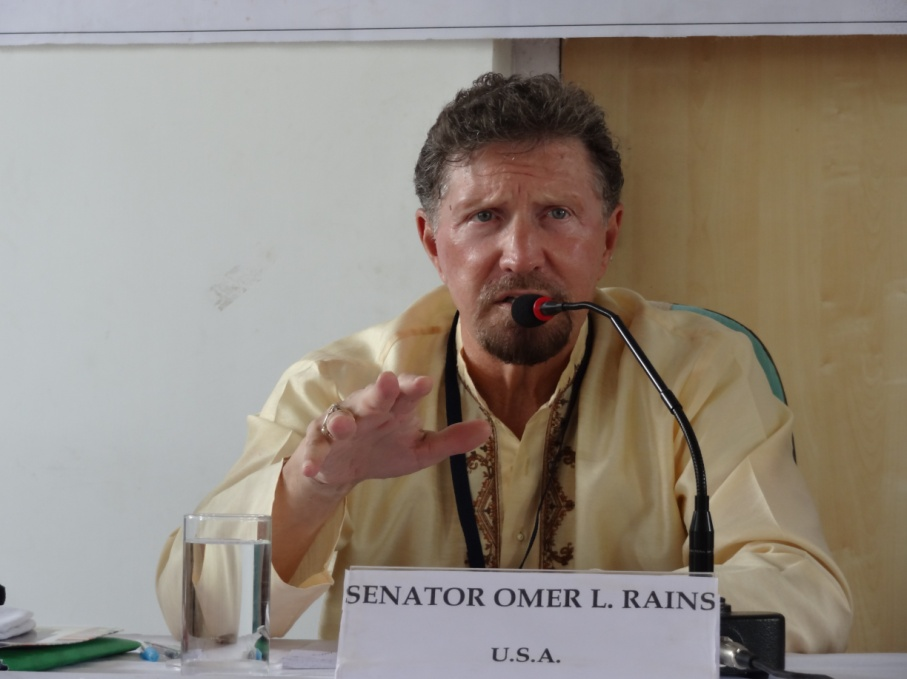 SENATOR OMER L. RAINS
U.S.A.